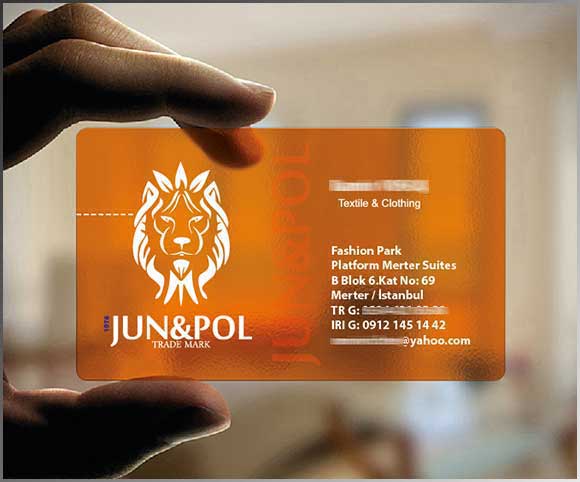 JUN&POL
1076
JUN&POL
TRADE MARK
Textile & Clothing
Fashion Park
Platform Merter Suites
B Blok 6.Kat No: 69
Merter / İstanbul
TR G:
IRI G: 0912 145 14 42
@yahoo.com